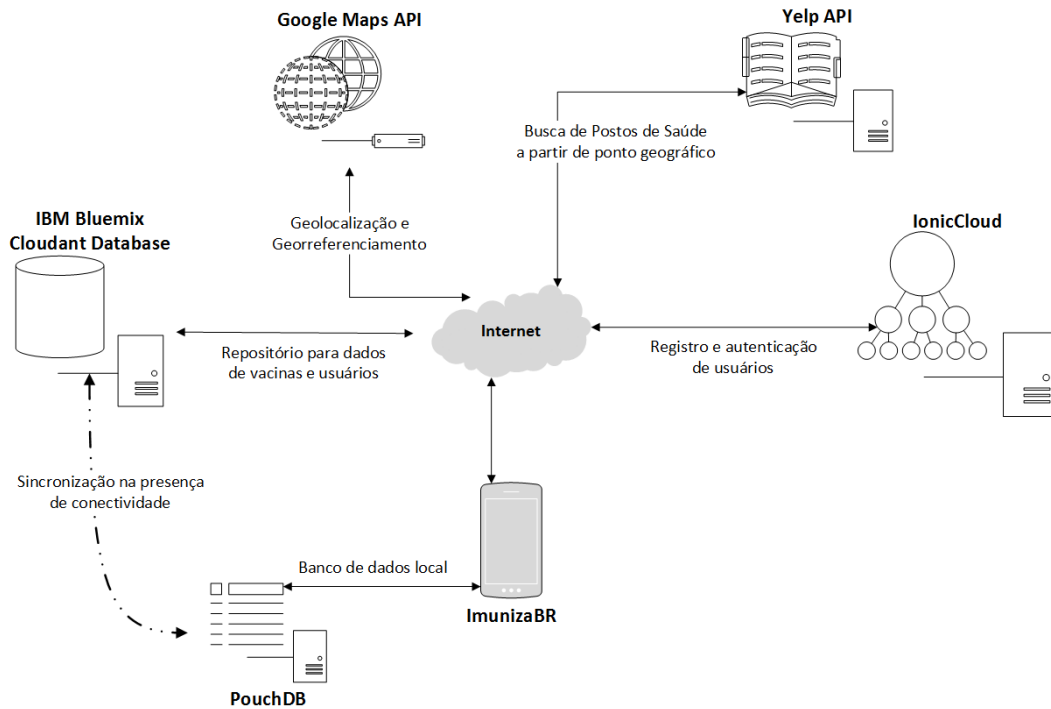 Google Maps API
Yelp API
Busca de Postos de Saúde
a partir de ponto geográfico
IBM Bluemix
Cloudant Database
Geolocalização e
Georreferenciamento
IonicCloud
Internet
Repositório para dados
de vacinas e usuários
Registro e autenticação
de usuários
Sincronização na presença
de conectividade
Banco de dados local
ImunizaBR
PouchDB